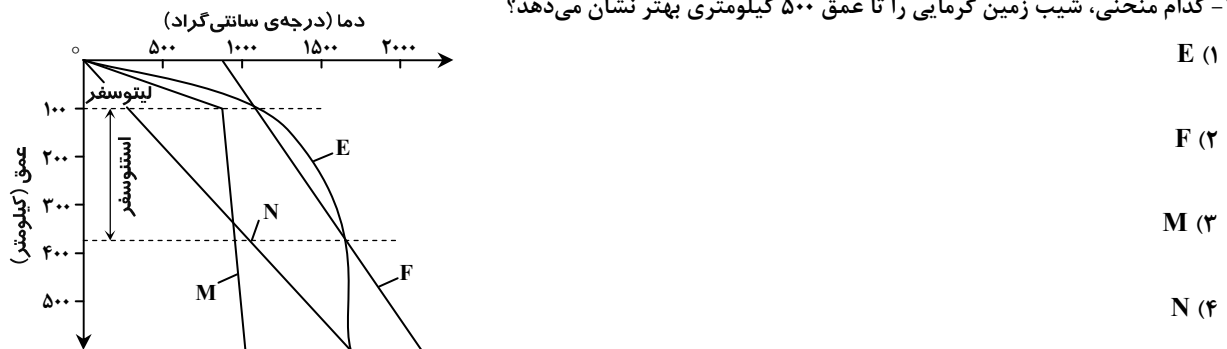 - کدام منحنی، شیب زمین گرمایی را تا عمق ۵۰۰ کیلومتری بهتر نشان می‌دهد؟
۱) E
۲) F
۳) M
۴) N
دما (درجه‌ی سانتی‌گراد)
۰ ۵۰۰ ۱۰۰۰ ۱۵۰۰ ۲۰۰۰
لیتوسفر
۱۰۰
استنوسفر
۲۰۰
E
عمق (کیلومتر)
۳۰۰
N
۴۰۰
F
M
۵۰۰